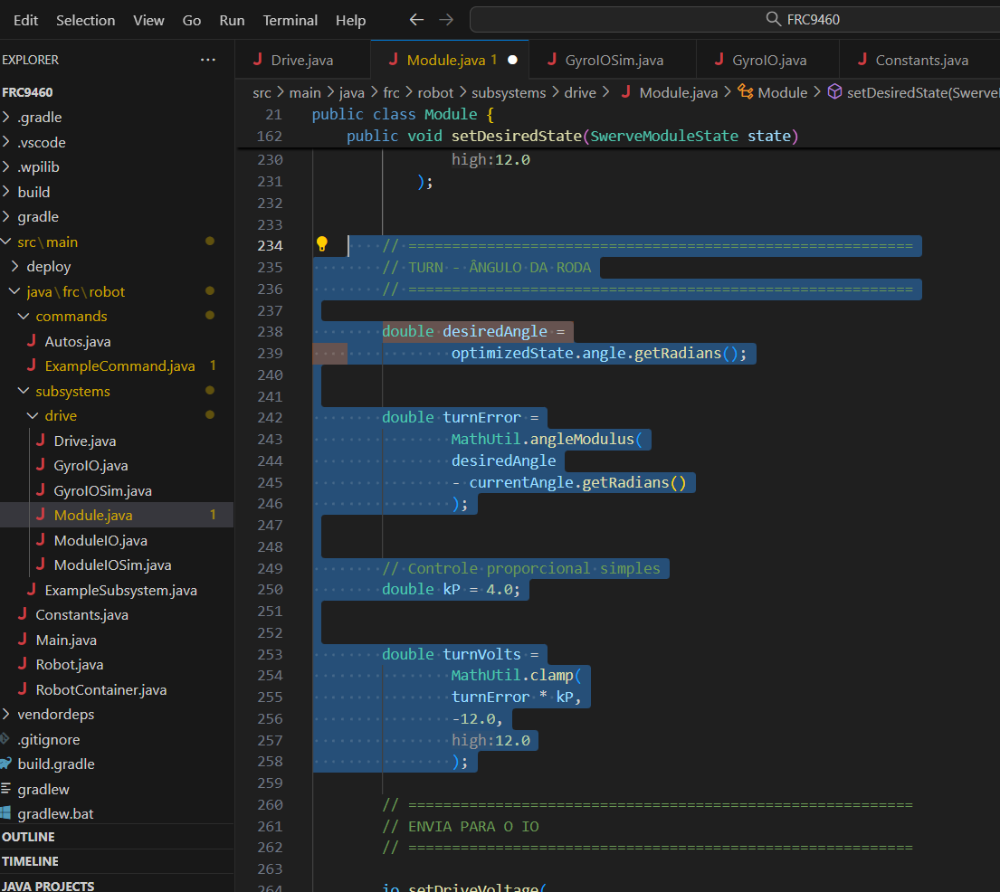 Edit Selection View Go Run Terminal Help ← → FRC9460
EXPLORER ···
FRC9460
> .gradle
> .vscode
> .wpilib
> build
> gradle
src\main
> deploy
java\frc\robot
commands
J Autos.java
J ExampleCommand.java 1
subsystems
drive
J Drive.java
J GyroIO.java
J GyroIOSim.java
J Module.java 1
J ModuleIO.java
J ModuleIOSim.java
J ExampleSubsystem.java
J Constants.java
J Main.java
J Robot.java
J RobotContainer.java
> vendordeps
.gitignore
build.gradle
gradlew
gradlew.bat
OUTLINE
TIMELINE
JAVA PROJECTS
J Drive.java J Module.java 1 ● J GyroIOSim.java J GyroIO.java J Constants.java
src > main > java > frc > robot > subsystems > drive > J Module.java > Module > setDesiredState(Swerve
21 public class Module {
162 public void setDesiredState(SwerveModuleState state)
230 high:12.0
231 );
232
233
234 // ==========================================================
235 // TURN - ÂNGULO DA RODA
236 // ==========================================================
237
238 double desiredAngle =
239 optimizedState.angle.getRadians();
240
241
242 double turnError =
243 MathUtil.angleModulus(
244 desiredAngle
245 - currentAngle.getRadians()
246 );
247
248
249 // Controle proporcional simples
250 double kP = 4.0;
251
252
253 double turnVolts =
254 MathUtil.clamp(
255 turnError * kP,
256 -12.0,
257 high:12.0
258 );
259
260 // ==========================================================
261 // ENVIA PARA O IO
262 // ==========================================================
263
264 io.setDriveVoltage(